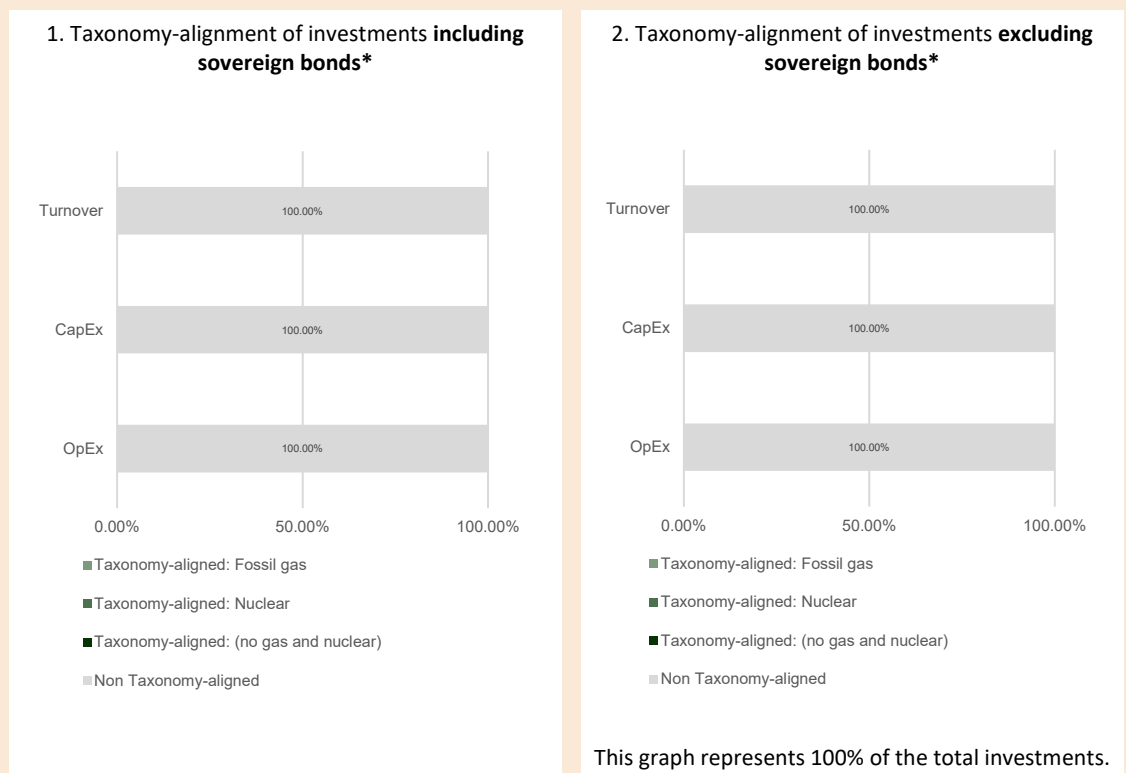 1. Taxonomy-alignment of investments including
sovereign bonds*
Turnover
100.00%
CapEx
100.00%
OpEx
100.00%
0.00%
50.00%
100.00%
Taxonomy-aligned: Fossil gas
Taxonomy-aligned: Nuclear
Taxonomy-aligned: (no gas and nuclear)
Non Taxonomy-aligned
2. Taxonomy-alignment of investments excluding
sovereign bonds*
Turnover
100.00%
CapEx
100.00%
OpEx
100.00%
0.00%
50.00%
100.00%
Taxonomy-aligned: Fossil gas
Taxonomy-aligned: Nuclear
Taxonomy-aligned: (no gas and nuclear)
Non Taxonomy-aligned
This graph represents 100% of the total investments.